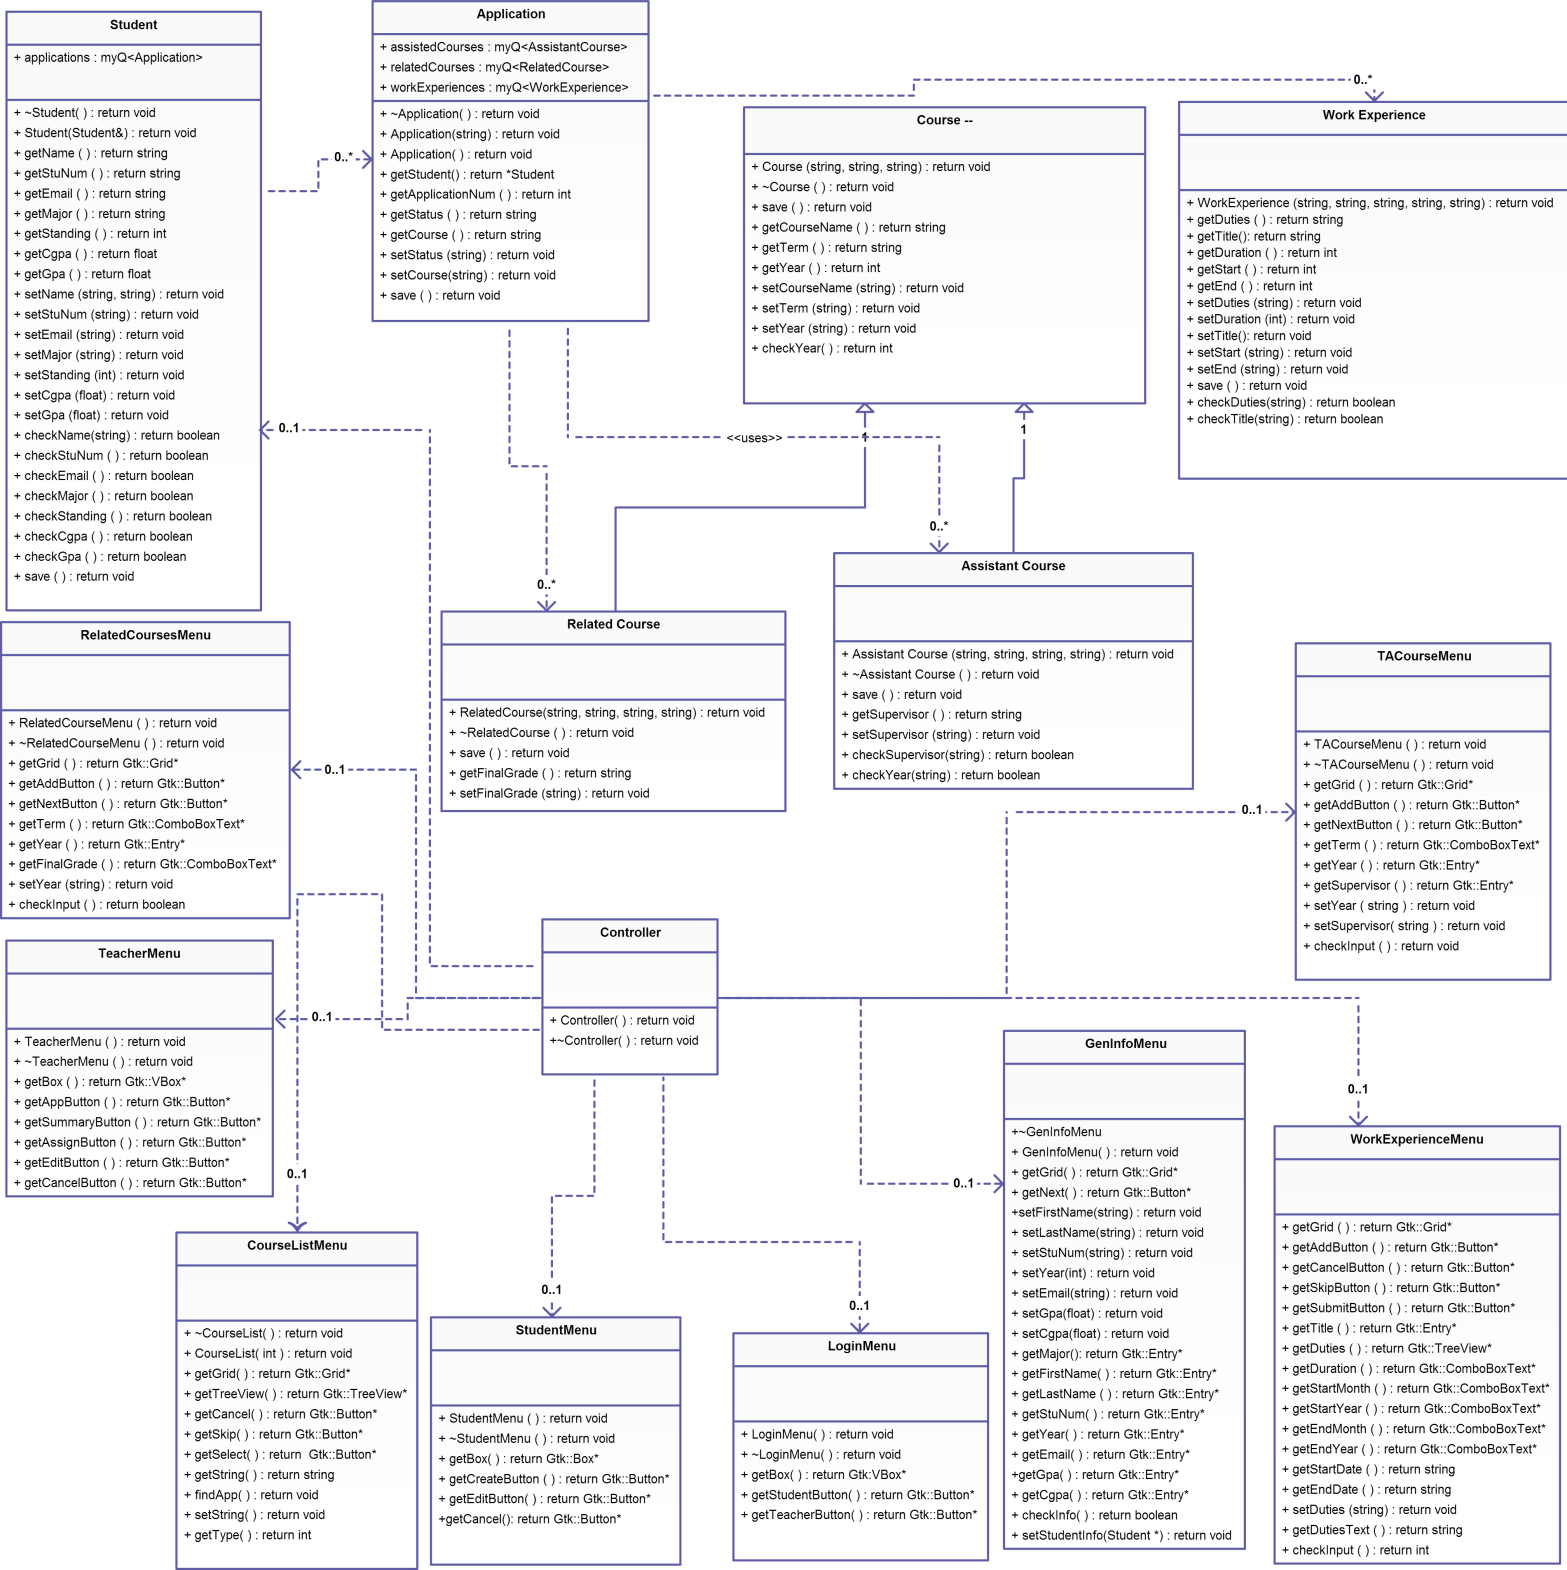 Student
+ applications : myQ<Application>
+ ~Student( ) : return void
+ Student(Student&) : return void
+ getName ( ) : return string
+ getStuNum ( ) : return string
+ getEmail ( ) : return string
+ getMajor ( ) : return string
+ getStanding ( ) : return int
+ getCgpa ( ) : return float
+ getGpa ( ) : return float
+ setName (string, string) : return void
+ setStuNum (string) : return void
+ setEmail (string) : return void
+ setMajor (string) : return void
+ setStanding (int) : return void
+ setCgpa (float) : return void
+ setGpa (float) : return void
+ checkName(string) : return boolean
+ checkStuNum ( ) : return boolean
+ checkEmail ( ) : return boolean
+ checkMajor ( ) : return boolean
+ checkStanding ( ) : return boolean
+ checkCgpa ( ) : return boolean
+ checkGpa ( ) : return boolean
+ save ( ) : return void
0..*
0..1
Application
+ assistedCourses : myQ<AssistantCourse>
+ relatedCourses : myQ<RelatedCourse>
+ workExperiences : myQ<WorkExperience>
+ ~Application( ) : return void
+ Application(string) : return void
+ Application( ) : return void
+ getStudent() : return *Student
+ getApplicationNum ( ) : return int
+ getStatus ( ) : return string
+ getCourse ( ) : return string
+ setStatus (string) : return void
+ setCourse(string) : return void
+ save ( ) : return void
0..*
Course --
+ Course (string, string, string) : return void
+ ~Course ( ) : return void
+ save ( ) : return void
+ getCourseName ( ) : return string
+ getTerm ( ) : return string
+ getYear ( ) : return int
+ setCourseName (string) : return void
+ setTerm (string) : return void
+ setYear (string) : return void
+ checkYear( ) : return int
Work Experience
+ WorkExperience (string, string, string, string, string) : return void
+ getDuties ( ) : return string
+ getTitle(): return string
+ getDuration ( ) : return int
+ getStart ( ) : return int
+ getEnd ( ) : return int
+ setDuties (string) : return void
+ setDuration (int) : return void
+ setTitle(): return void
+ setStart (string) : return void
+ setEnd (string) : return void
+ save ( ) : return void
+ checkDuties(string) : return boolean
+ checkTitle(string) : return boolean
<<uses>>
1
1
0..*
0..*
Related Course
+ RelatedCourse(string, string, string, string) : return void
+ ~RelatedCourse ( ) : return void
+ save ( ) : return void
+ getFinalGrade ( ) : return string
+ setFinalGrade (string) : return void
Assistant Course
+ Assistant Course (string, string, string, string) : return void
+ ~Assistant Course ( ) : return void
+ save ( ) : return void
+ getSupervisor ( ) : return string
+ setSupervisor (string) : return void
+ checkSupervisor(string) : return boolean
+ checkYear(string) : return boolean
RelatedCoursesMenu
+ RelatedCourseMenu ( ) : return void
+ ~RelatedCourseMenu ( ) : return void
+ getGrid ( ) : return Gtk::Grid*
+ getAddButton ( ) : return Gtk::Button*
+ getNextButton ( ) : return Gtk::Button*
+ getTerm ( ) : return Gtk::ComboBoxText*
+ getYear ( ) : return Gtk::Entry*
+ getFinalGrade ( ) : return Gtk::ComboBoxText*
+ setYear (string) : return void
+ checkInput ( ) : return boolean
0..1
TACourseMenu
+ TACourseMenu ( ) : return void
+ ~TACourseMenu ( ) : return void
+ getGrid ( ) : return Gtk::Grid*
+ getAddButton ( ) : return Gtk::Button*
+ getNextButton ( ) : return Gtk::Button*
+ getTerm ( ) : return Gtk::ComboBoxText*
+ getYear ( ) : return Gtk::Entry*
+ getSupervisor ( ) : return Gtk::Entry*
+ setYear ( string ) : return void
+ setSupervisor( string ) : return void
+ checkInput ( ) : return void
0..1
Controller
+ Controller( ) : return void
+~Controller( ) : return void
TeacherMenu
+ TeacherMenu ( ) : return void
+ ~TeacherMenu ( ) : return void
+ getBox ( ) : return Gtk::VBox*
+ getAppButton ( ) : return Gtk::Button*
+ getSummaryButton ( ) : return Gtk::Button*
+ getAssignButton ( ) : return Gtk::Button*
+ getEditButton ( ) : return Gtk::Button*
+ getCancelButton ( ) : return Gtk::Button*
0..1
0..1
CourseListMenu
+ ~CourseList( ) : return void
+ CourseList( int ) : return void
+ getGrid( ) : return Gtk::Grid*
+ getTreeView( ) : return Gtk::TreeView*
+ getCancel( ) : return Gtk::Button*
+ getSkip( ) : return Gtk::Button*
+ getSelect( ) : return  Gtk::Button*
+ getString( ) : return string
+ findApp( ) : return void
+ setString( ) : return void
+ getType( ) : return int
0..1
StudentMenu
+ StudentMenu ( ) : return void
+ ~StudentMenu ( ) : return void
+ getBox( ) : return Gtk::Box*
+ getCreateButton ( ) : return Gtk::Button*
+ getEditButton( ) : return Gtk::Button*
+getCancel(): return Gtk::Button*
0..1
LoginMenu
+ LoginMenu( ) : return void
+ ~LoginMenu( ) : return void
+ getBox( ) : return Gtk:VBox*
+ getStudentButton( ) : return Gtk::Button*
+ getTeacherButton( ) : return Gtk::Button*
0..1
GenInfoMenu
+~GenInfoMenu
+ GenInfoMenu( ) : return void
+ getGrid( ) : return Gtk::Grid*
+ getNext( ) : return Gtk::Button*
+setFirstName(string) : return void
+ setLastName(string) : return void
+ setStuNum(string) : return void
+ setYear(int) : return void
+ setEmail(string) : return void
+ setGpa(float) : return void
+ setCgpa(float) : return void
+ getMajor(): return Gtk::Entry*
+ getFirstName( ) : return Gtk::Entry*
+ getLastName ( ) : return Gtk::Entry*
+ getStuNum( ) : return Gtk::Entry*
+ getYear( ) : return Gtk::Entry*
+ getEmail( ) : return Gtk::Entry*
+getGpa( ) : return Gtk::Entry*
+ getCgpa( ) : return Gtk::Entry*
+ checkInfo( ) : return boolean
+ setStudentInfo(Student *) : return void
0..1
WorkExperienceMenu
+ getGrid ( ) : return Gtk::Grid*
+ getAddButton ( ) : return Gtk::Button*
+ getCancelButton ( ) : return Gtk::Button*
+ getSkipButton ( ) : return Gtk::Button*
+ getSubmitButton ( ) : return Gtk::Button*
+ getTitle ( ) : return Gtk::Entry*
+ getDuties ( ) : return Gtk::TreeView*
+ getDuration ( ) : return Gtk::ComboBoxText*
+ getStartMonth ( ) : return Gtk::ComboBoxText*
+ getStartYear ( ) : return Gtk::ComboBoxText*
+ getEndMonth ( ) : return Gtk::ComboBoxText*
+ getEndYear ( ) : return Gtk::ComboBoxText*
+ getStartDate ( ) : return string
+ getEndDate ( ) : return string
+ setDuties (string) : return void
+ getDutiesText ( ) : return string
+ checkInput ( ) : return int